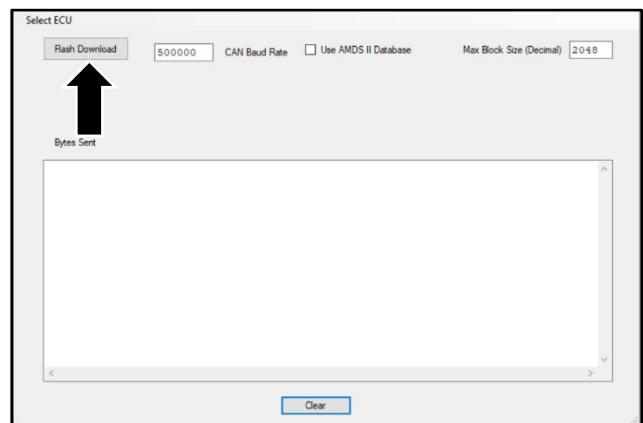 Select ECU
Flash Download
500000 CAN Baud Rate Use AMDS II Database Max Block Size (Decimal) 2048
Bytes Sent
Clear